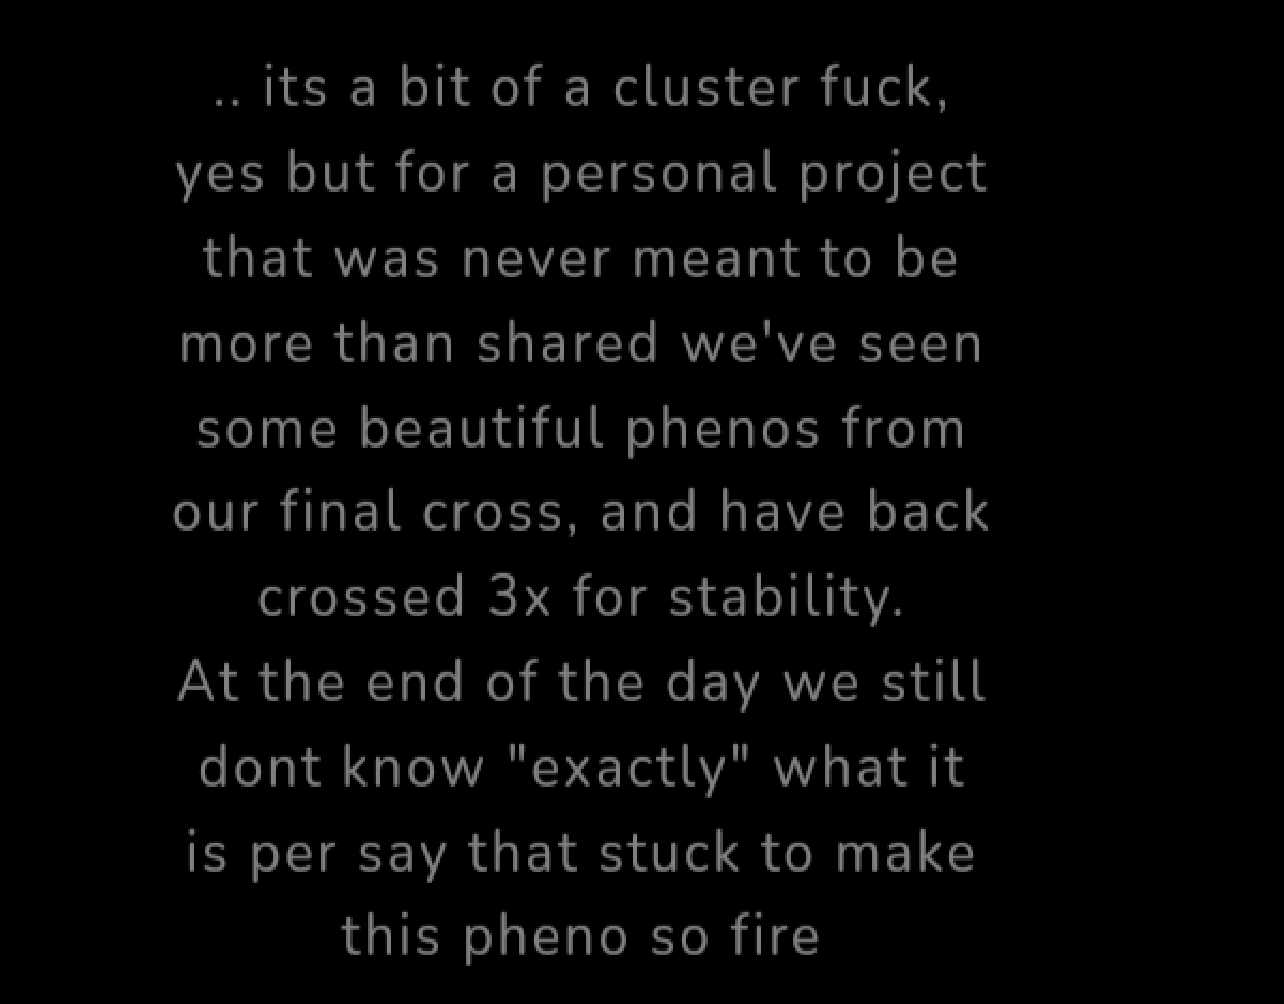 .. its a bit of a cluster fuck,
yes but for a personal project
that was never meant to be
more than shared we've seen
some beautiful phenos from
our final cross, and have back
crossed 3x for stability.
At the end of the day we still
dont know "exactly" what it
is per say that stuck to make
this pheno so fire